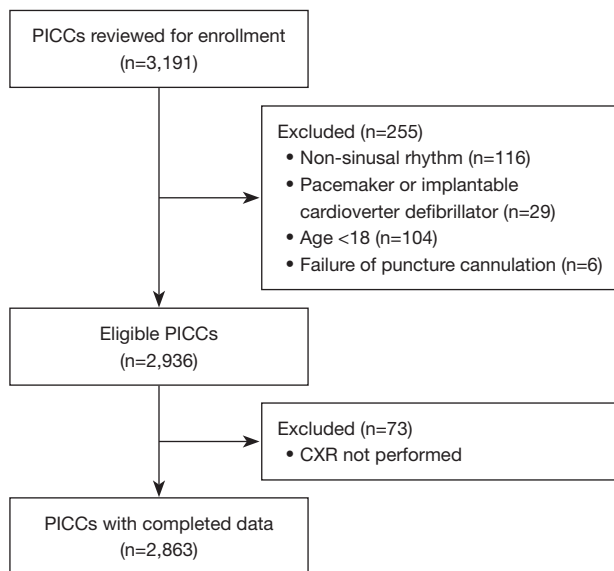 PICCs reviewed for enrollment
(n=3,191)
Excluded (n=255)
• Non-sinusal rhythm (n=116)
• Pacemaker or implantable
cardioverter defibrillator (n=29)
• Age <18 (n=104)
• Failure of puncture cannulation (n=6)
Eligible PICCs
(n=2,936)
Excluded (n=73)
• CXR not performed
PICCs with completed data
(n=2,863)